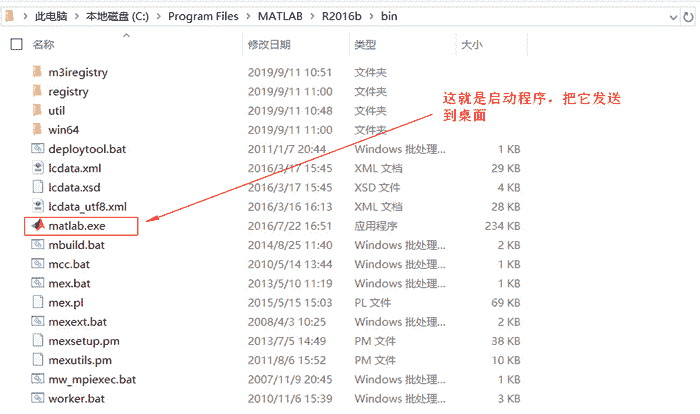 此电脑 > 本地磁盘 (C:) > Program Files > MATLAB > R2016b > bin
名称 修改日期 类型 大小
m3iregistry 2019/9/11 10:51 文件夹
registry 2019/9/11 11:00 文件夹
util 2019/9/11 10:48 文件夹
win64 2019/9/11 11:00 文件夹
deploytool.bat 2011/1/7 20:44 Windows 批处理... 1 KB
lcdata.xml 2016/3/17 15:45 XML 文档 29 KB
lcdata.xsd 2016/3/17 15:45 XSD 文件 4 KB
lcdata_utf8.xml 2016/3/16 16:13 XML 文档 28 KB
matlab.exe 2016/7/22 16:51 应用程序 234 KB
mbuild.bat 2014/8/25 11:40 Windows 批处理... 2 KB
mcc.bat 2010/5/14 13:44 Windows 批处理... 1 KB
mex.bat 2013/5/10 11:19 Windows 批处理... 1 KB
mex.pl 2015/5/15 15:03 PL 文件 69 KB
mexext.bat 2008/4/3 10:25 Windows 批处理... 2 KB
mexsetup.pm 2013/7/5 14:49 PM 文件 38 KB
mexutils.pm 2011/8/6 15:52 PM 文件 10 KB
mw_mpiexec.bat 2007/11/9 20:45 Windows 批处理... 1 KB
worker.bat 2010/11/6 15:39 Windows 批处理... 3 KB
这就是启动程序，把它发送
到桌面